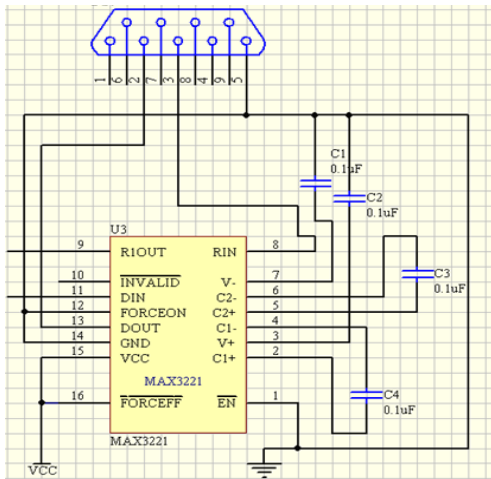 1 6 2 7 3 8 4 9 5
C1
0.1uF
C2
0.1uF
U3
9 R1OUT RIN 8
10 INVALID V- 7
11 DIN C2- 6
12 FORCEON C2+ 5
13 DOUT C1- 4
14 GND V+ 3
15 VCC C1+ 2
C3
0.1uF
MAX3221
C4
0.1uF
16 FORCEFF EN 1
MAX3221
VCC